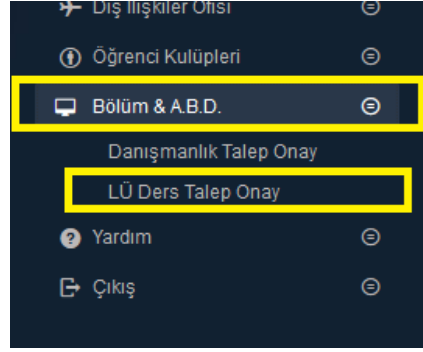 Dış İlişkiler Ofisi
Öğrenci Kulüpleri
Bölüm & A.B.D.
Danışmanlık Talep Onay
LÜ Ders Talep Onay
Yardım
Çıkış